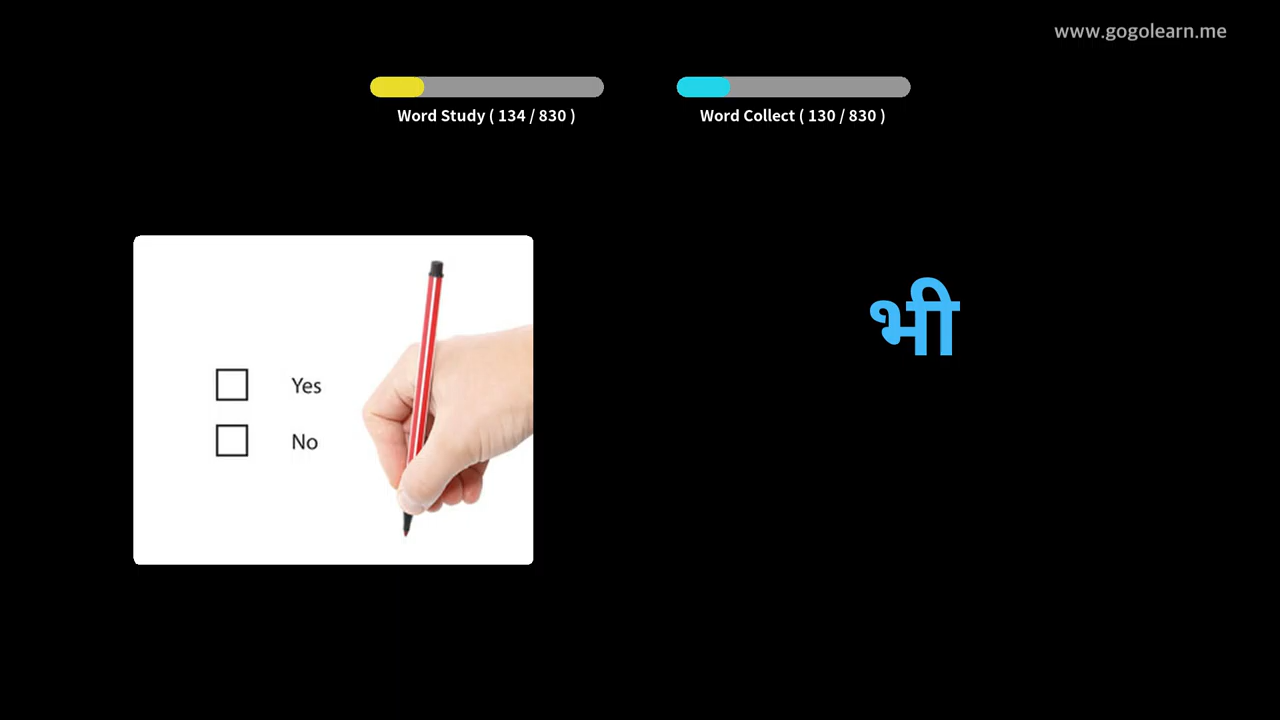 www.gogolearn.me
Word Study ( 134 / 830 )
Word Collect ( 130 / 830 )
भी
Yes
No